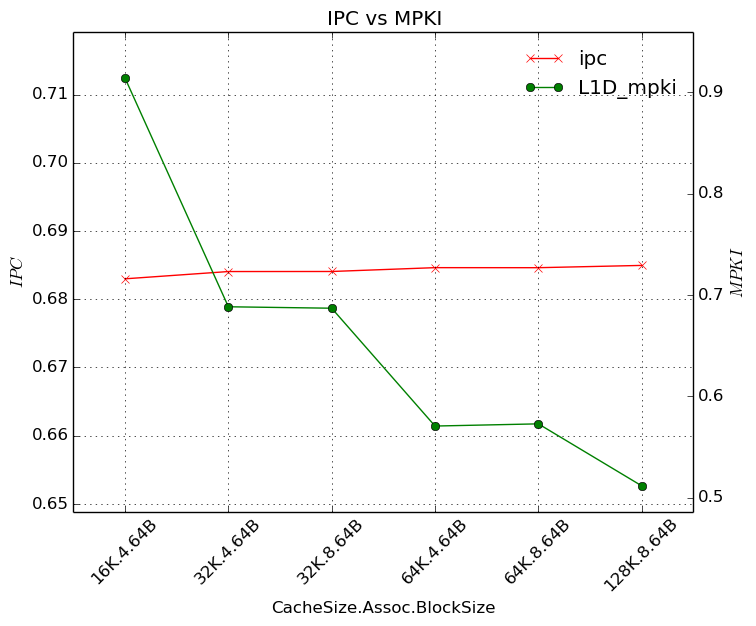 IPC vs MPKI
ipc
L1D_mpki
0.71
0.70
0.69
0.68
0.67
0.66
0.65
IPC
0.9
0.8
0.7
0.6
0.5
MPKI
16K.4.64B
32K.4.64B
32K.8.64B
64K.4.64B
64K.8.64B
128K.8.64B
CacheSize.Assoc.BlockSize